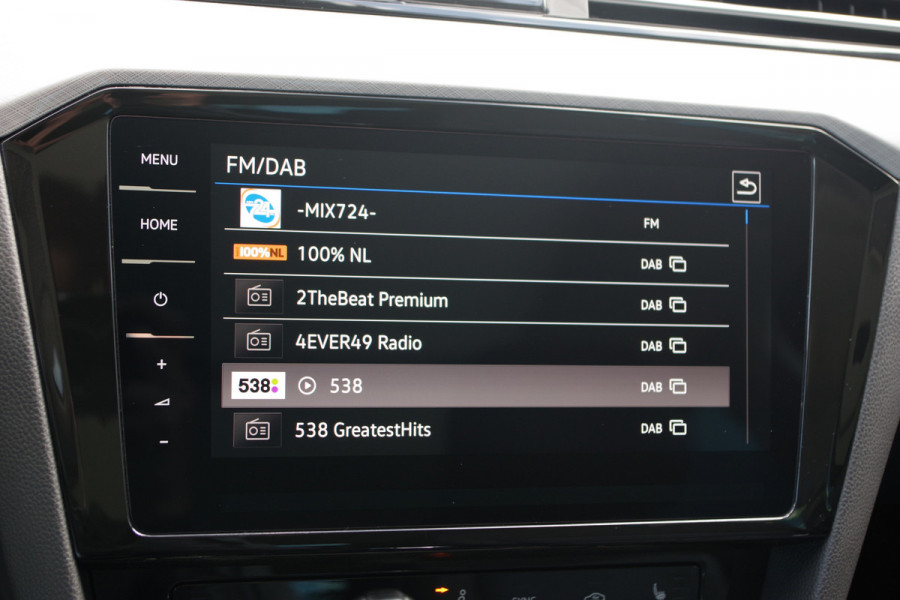 MENU
FM/DAB
24
-MIX724-
FM
HOME
100%NL
100% NL
DAB
2TheBeat Premium
DAB
4EVER49 Radio
DAB
+
538
538
DAB
538 GreatestHits
DAB
-